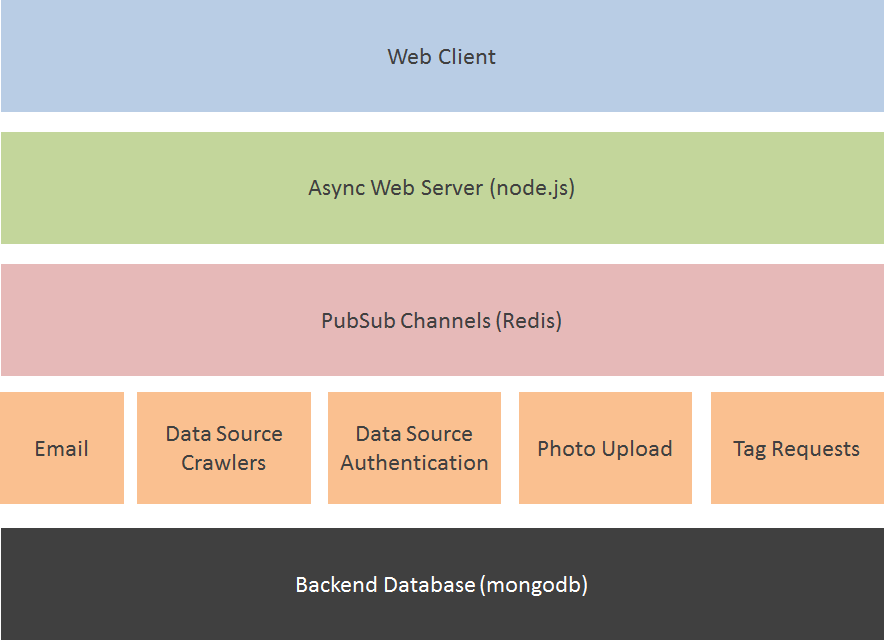 Web Client
Async Web Server (node.js)
PubSub Channels (Redis)
Email
Data Source
Crawlers
Data Source
Authentication
Photo Upload
Tag Requests
Backend Database (mongodb)